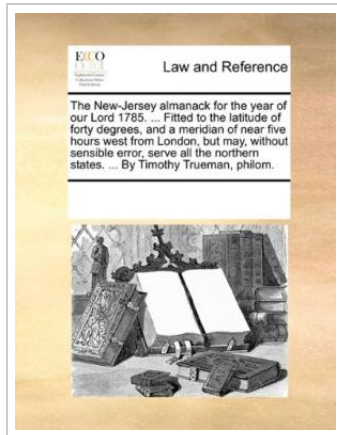 ECCO
Law and Reference
The New-Jersey almanack for the year of
our Lord 1785. ... Fitted to the latitude of
forty degrees, and a meridian of near five
hours west from London, but may, without
sensible error, serve all the northern
states. ... By Timothy Trueman, philom.